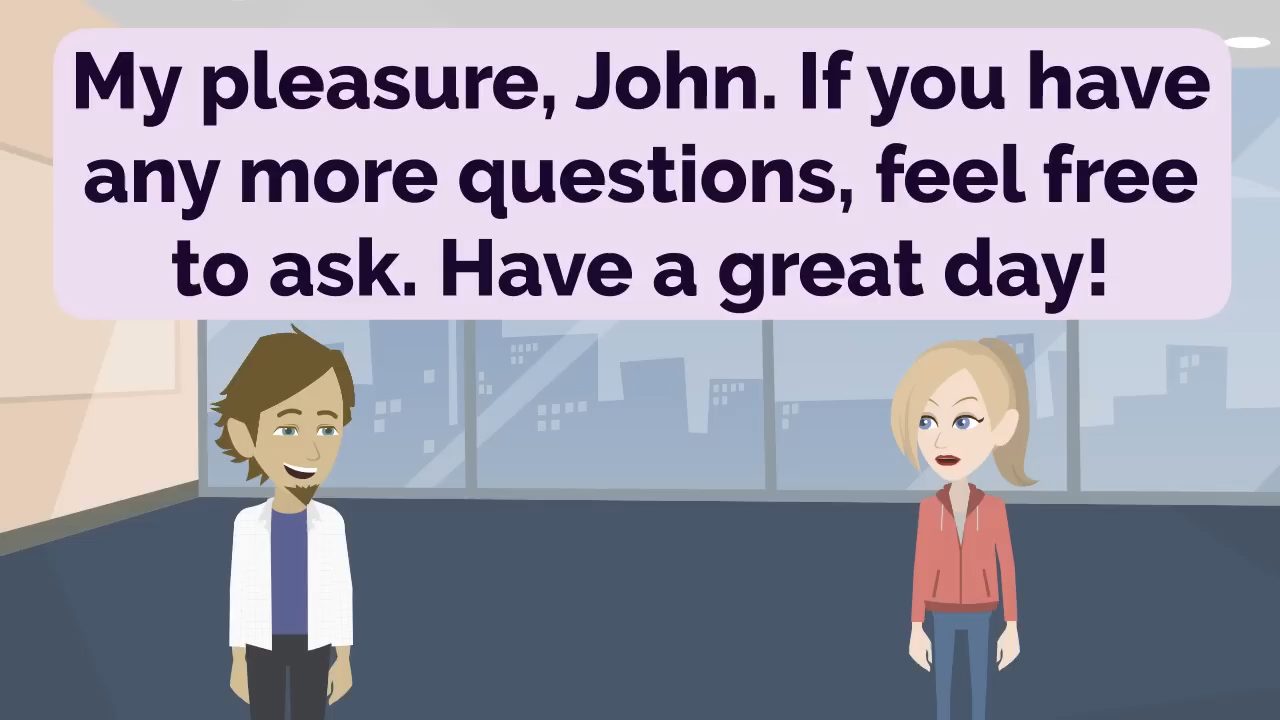 My pleasure, John. If you have
any more questions, feel free
to ask. Have a great day!